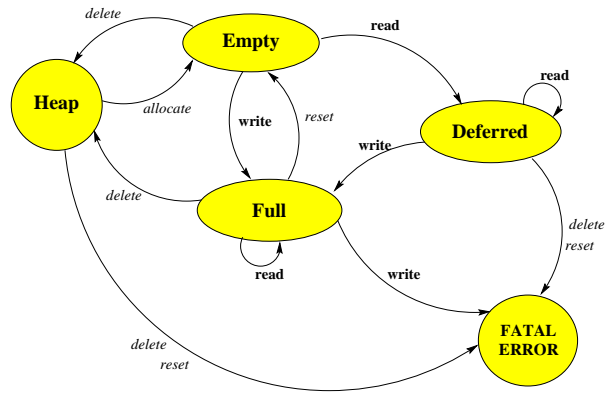 delete
Empty
read
Heap
allocate
write
reset
read
Deferred
write
delete
Full
read
write
delete
reset
FATAL
ERROR
delete
reset